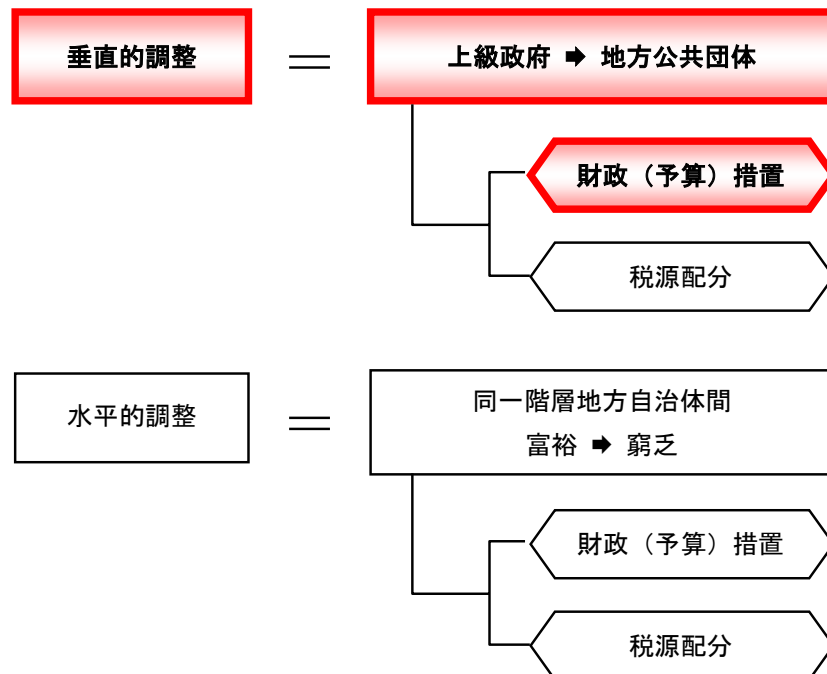 垂直的調整
上級政府 ➡ 地方公共団体
財政（予算）措置
税源配分
水平的調整
同一階層地方自治体間
富裕 ➡ 窮乏
財政（予算）措置
税源配分